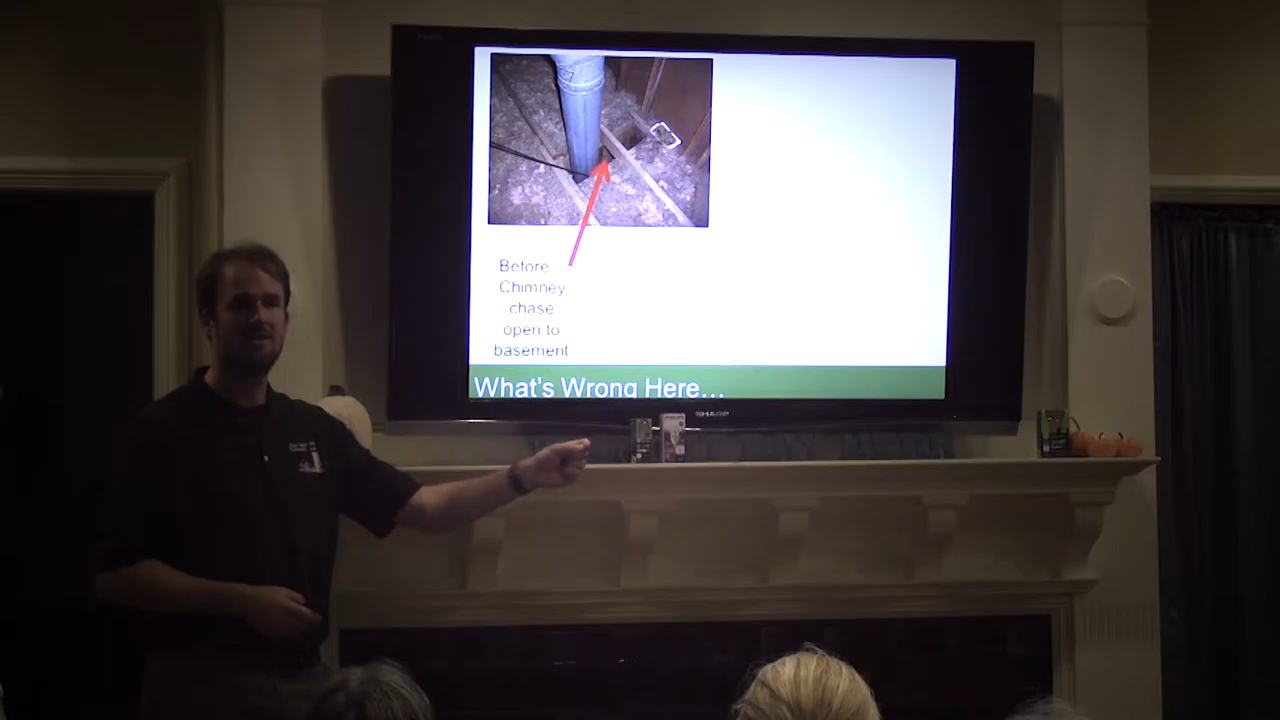 Before
Chimney
chase
open to
basement
What's Wrong Here...
SHARP